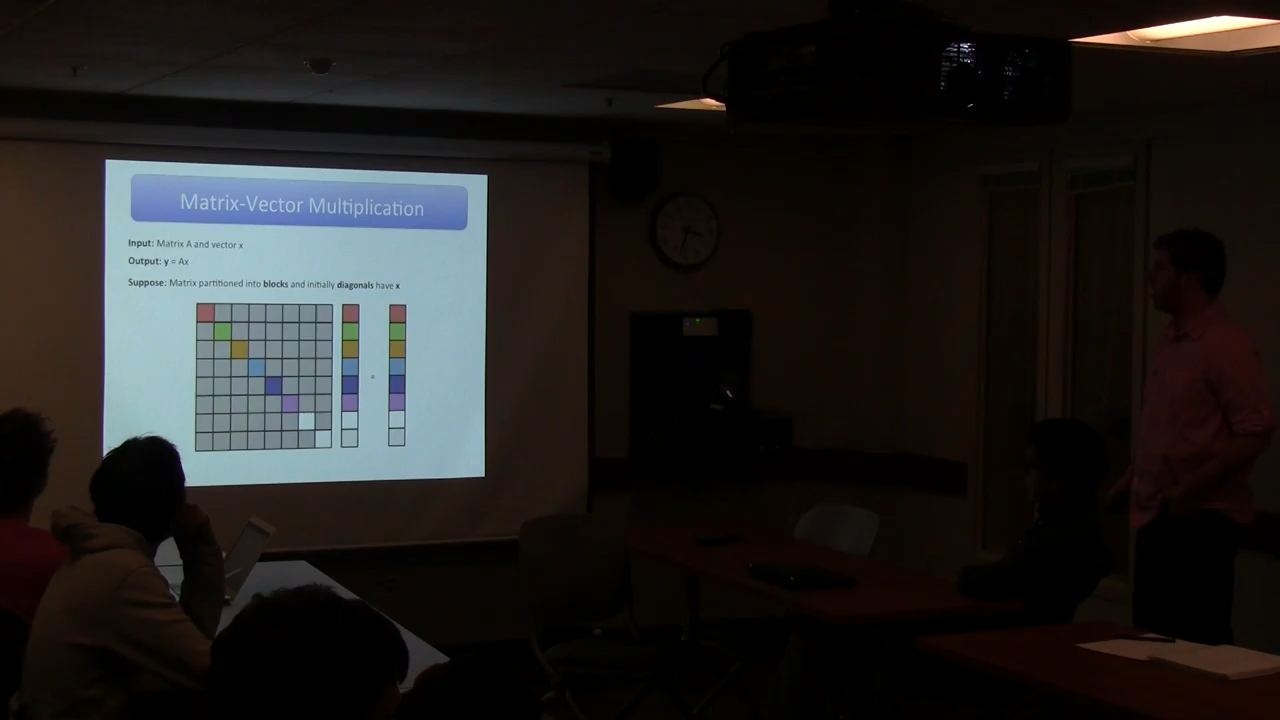 Matrix-Vector Multiplication
Input: Matrix A and vector x
Output: y = Ax
Suppose: Matrix partitioned into blocks and initially diagonals have x
=